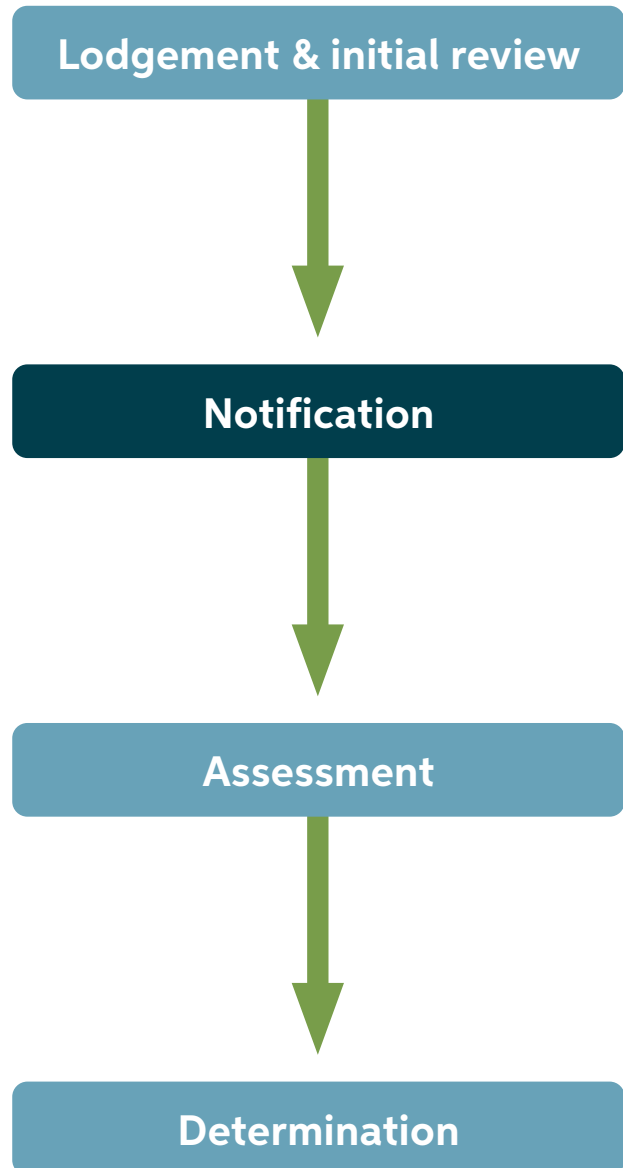 Lodgement & initial review
Notification
Assessment
Determination